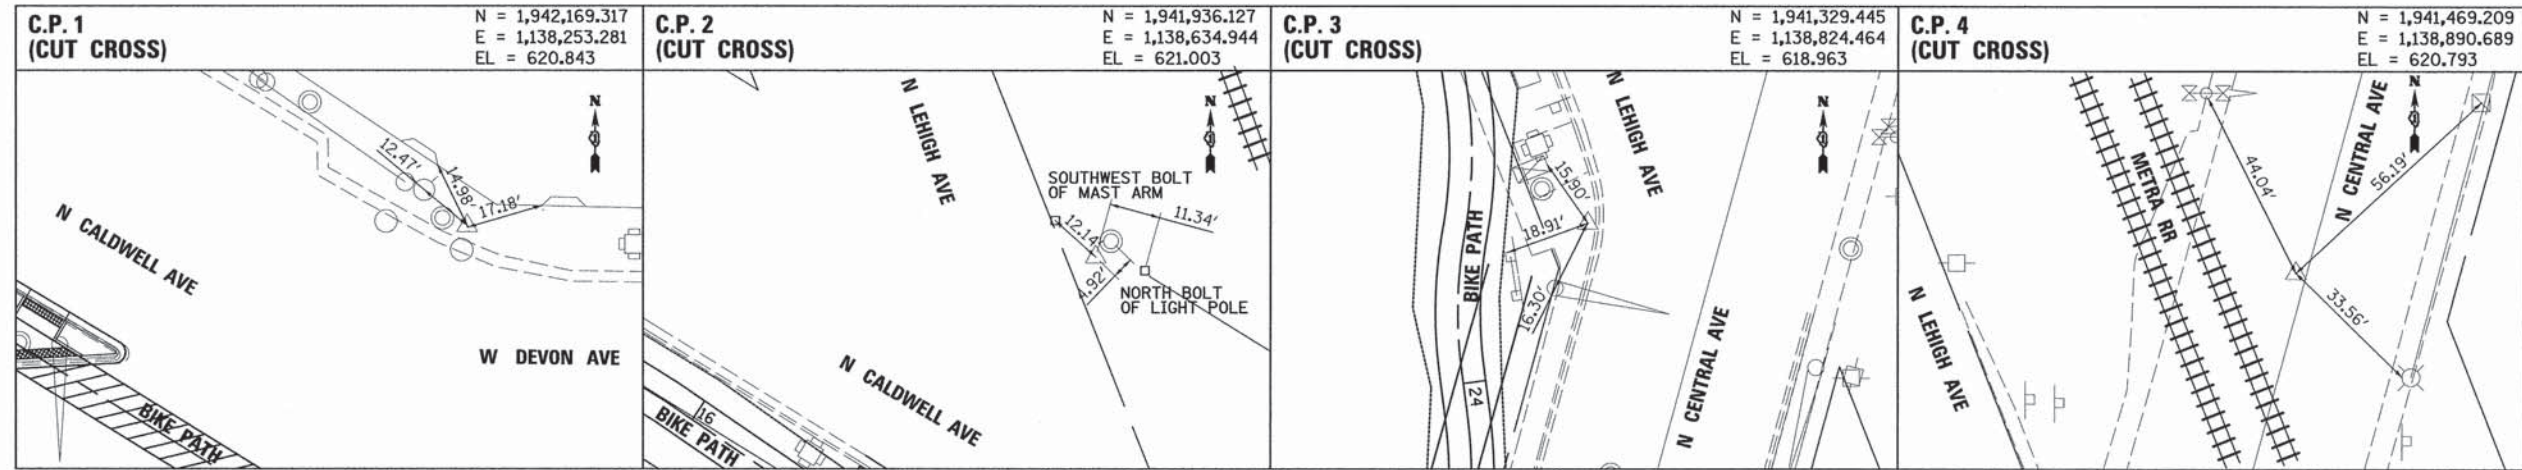 C.P. 1
(CUT CROSS)
N = 1,942,169.317
E = 1,138,253.281
EL = 620.843
N
12.47'
14.98'
17.18'
N CALDWELL AVE
W DEVON AVE
BIKE PATH
C.P. 2
(CUT CROSS)
N = 1,941,936.127
E = 1,138,634.944
EL = 621.003
N LEHIGH AVE
N
SOUTHWEST BOLT
OF MAST ARM
11.34'
12.14'
4.92'
NORTH BOLT
OF LIGHT POLE
N CALDWELL AVE
16
BIKE PATH
C.P. 3
(CUT CROSS)
N = 1,941,329.445
E = 1,138,824.464
EL = 618.963
N LEHIGH AVE
N
15.90'
18.91'
BIKE PATH
16.30'
24
N CENTRAL AVE
C.P. 4
(CUT CROSS)
N = 1,941,469.209
E = 1,138,890.689
EL = 620.793
N CENTRAL AVE
N
METRA RR
44.04'
56.19'
33.56'
N LEHIGH AVE